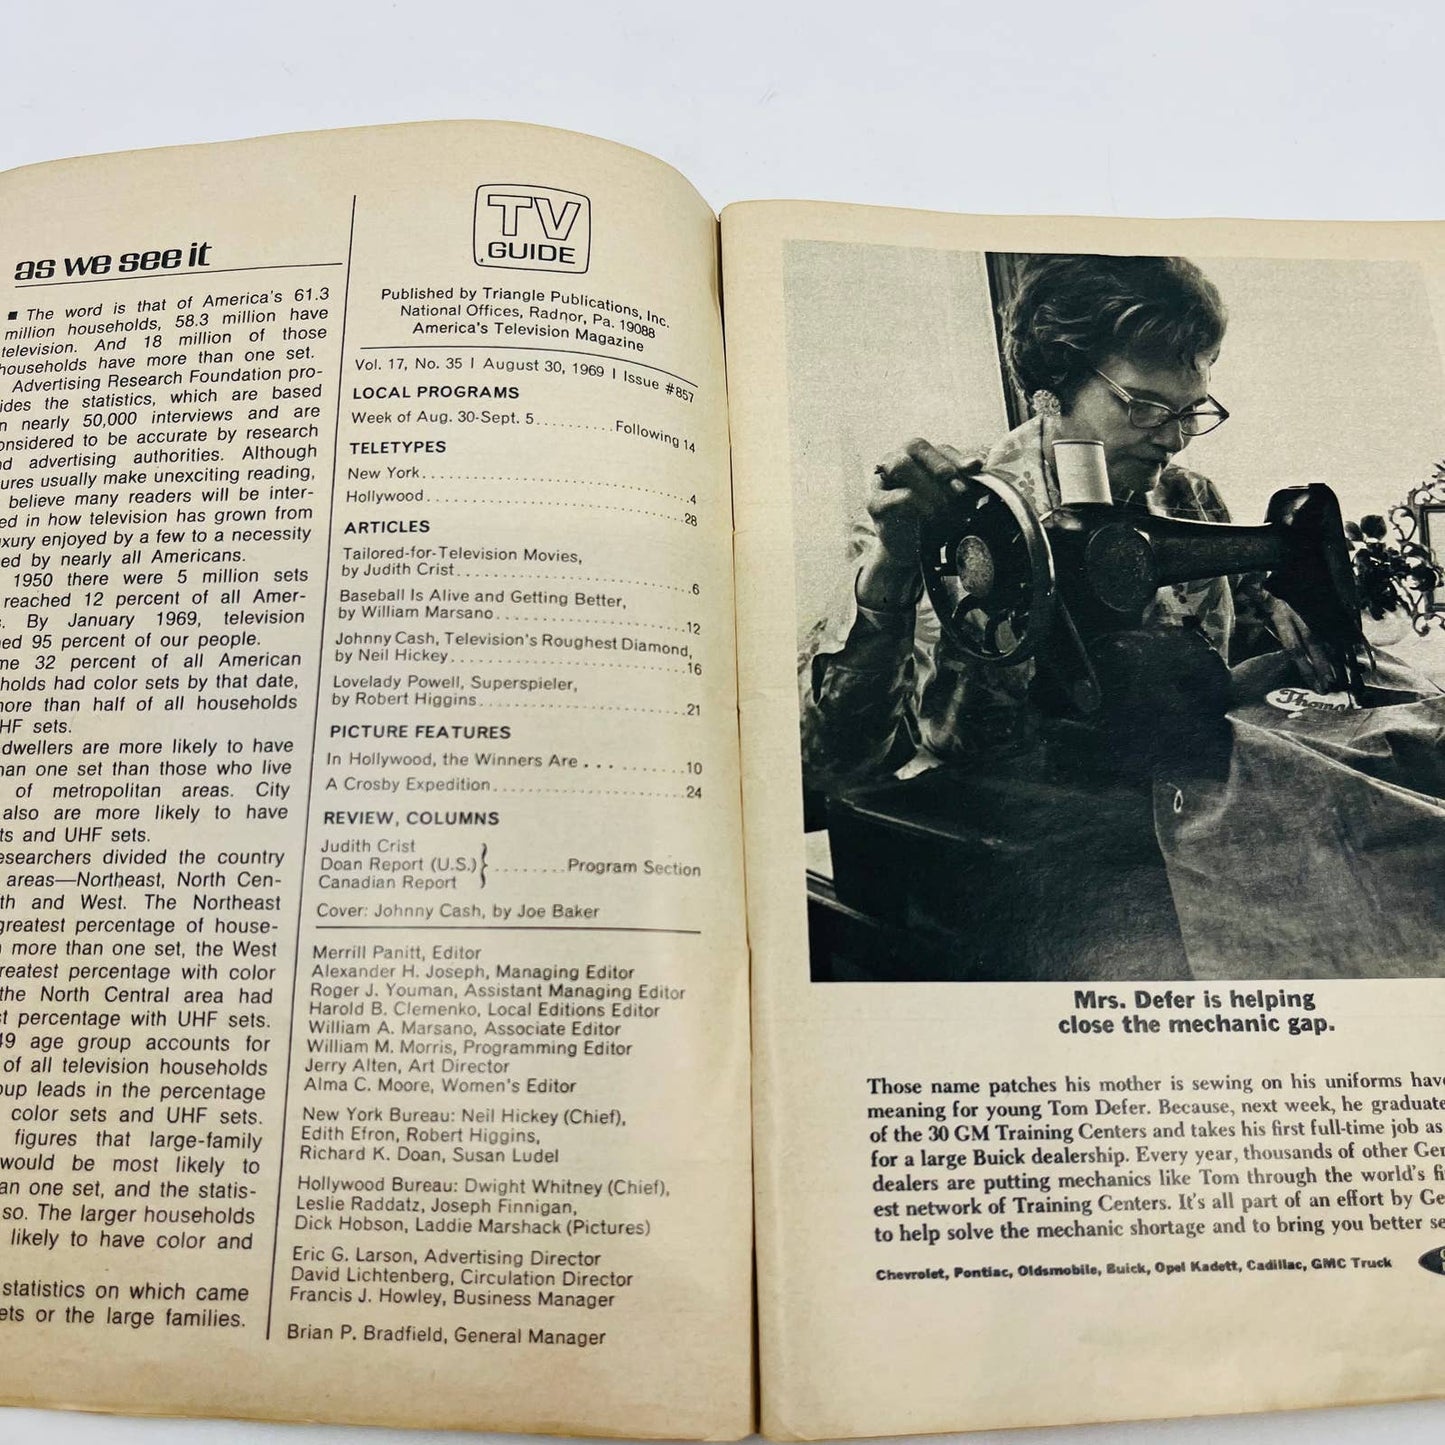 as we see it
■ The word is that of America's 61.3
million households, 58.3 million have
television. And 18 million of those
households have more than one set.
Advertising Research Foundation pro-
ides the statistics, which are based
n nearly 50,000 interviews and are
onsidered to be accurate by research
d advertising authorities. Although
ures usually make unexciting reading,
believe many readers will be inter-
ed in how television has grown from
uxury enjoyed by a few to a necessity
ed by nearly all Americans.
1950 there were 5 million sets
reached 12 percent of all Amer-
. By January 1969, television
ned 95 percent of our people.
me 32 percent of all American
holds had color sets by that date,
more than half of all households
HF sets.
dwellers are more likely to have
han one set than those who live
of metropolitan areas. City
also are more likely to have
ts and UHF sets.
esearchers divided the country
areas—Northeast, North Cen-
th and West. The Northeast
greatest percentage of house-
more than one set, the West
reatest percentage with color
the North Central area had
st percentage with UHF sets.
49 age group accounts for
of all television households
oup leads in the percentage
color sets and UHF sets.
figures that large-family
would be most likely to
an one set, and the statis-
so. The larger households
likely to have color and
statistics on which came
ets or the large families.
TV
GUIDE
Published by Triangle Publications, Inc.
National Offices, Radnor, Pa. 19088
America's Television Magazine
Vol. 17, No. 35 | August 30, 1969 | Issue #857
LOCAL PROGRAMS
Week of Aug. 30-Sept. 5..........Following 14
TELETYPES
New York..............................4
Hollywood............................28
ARTICLES
Tailored-for-Television Movies,
by Judith Crist..........................6
Baseball Is Alive and Getting Better,
by William Marsano.....................12
Johnny Cash, Television's Roughest Diamond,
by Neil Hickey..........................16
Lovelady Powell, Superspieler,
by Robert Higgins.......................21
PICTURE FEATURES
In Hollywood, the Winners Are ...........10
A Crosby Expedition.....................24
REVIEW, COLUMNS
Judith Crist
Doan Report (U.S.) } ........Program Section
Canadian Report
Cover: Johnny Cash, by Joe Baker
Merrill Panitt, Editor
Alexander H. Joseph, Managing Editor
Roger J. Youman, Assistant Managing Editor
Harold B. Clemenko, Local Editions Editor
William A. Marsano, Associate Editor
William M. Morris, Programming Editor
Jerry Alten, Art Director
Alma C. Moore, Women's Editor
New York Bureau: Neil Hickey (Chief),
Edith Efron, Robert Higgins,
Richard K. Doan, Susan Ludel
Hollywood Bureau: Dwight Whitney (Chief),
Leslie Raddatz, Joseph Finnigan,
Dick Hobson, Laddie Marshack (Pictures)
Eric G. Larson, Advertising Director
David Lichtenberg, Circulation Director
Francis J. Howley, Business Manager
Brian P. Bradfield, General Manager
Thomas
Mrs. Defer is helping
close the mechanic gap.
Those name patches his mother is sewing on his uniforms have
meaning for young Tom Defer. Because, next week, he graduate
of the 30 GM Training Centers and takes his first full-time job as
for a large Buick dealership. Every year, thousands of other Gen
dealers are putting mechanics like Tom through the world's fi
est network of Training Centers. It's all part of an effort by Ge
to help solve the mechanic shortage and to bring you better se
Chevrolet, Pontiac, Oldsmobile, Buick, Opel Kadett, Cadillac, GMC Truck